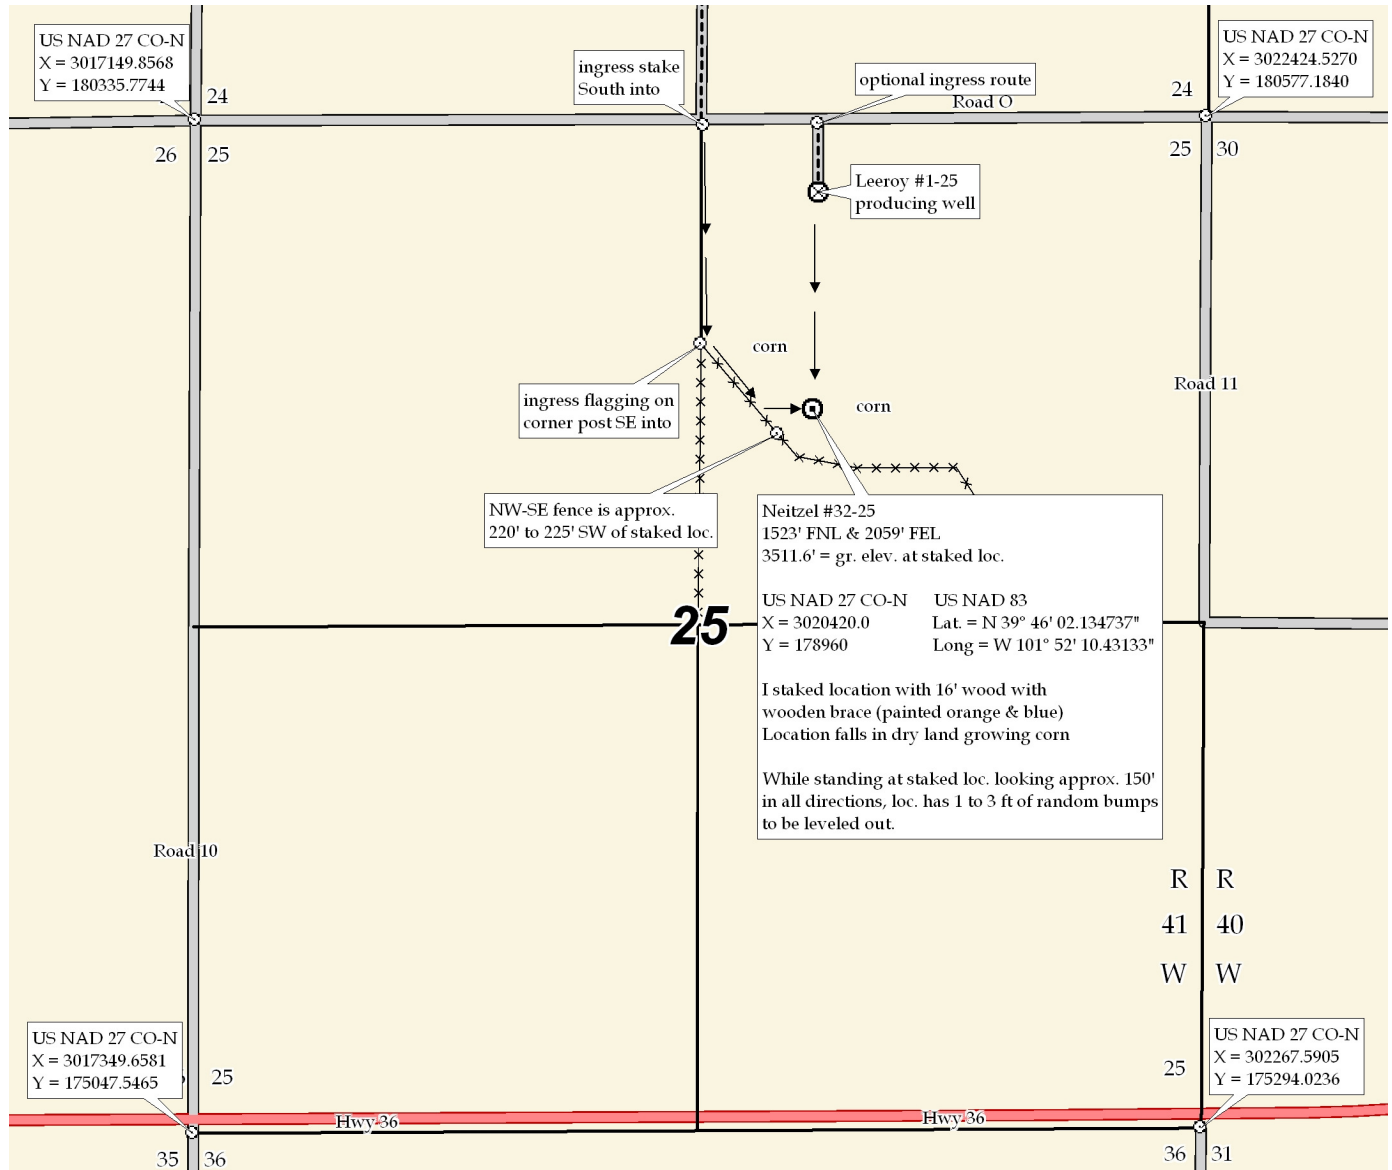 US NAD 27 CO-N
X = 3017149.8568
Y = 180335.7744
24
26
25
ingress stake
South into
optional ingress route
Road O
US NAD 27 CO-N
X = 3022424.5270
Y = 180577.1840
24
25
30
Leeroy #1-25
producing well
corn
Road 11
ingress flagging on
corner post SE into
corn
NW-SE fence is approx.
220' to 225' SW of staked loc.
Neitzel #32-25
1523' FNL & 2059' FEL
3511.6' = gr. elev. at staked loc.
US NAD 27 CO-N
X = 3020420.0
Y = 178960
US NAD 83
Lat. = N 39° 46' 02.134737"
Long = W 101° 52' 10.43133"
I staked location with 16' wood with
wooden brace (painted orange & blue)
Location falls in dry land growing corn
While standing at staked loc. looking approx. 150'
in all directions, loc. has 1 to 3 ft of random bumps
to be leveled out.
25
Road 10
R R
41 40
W W
US NAD 27 CO-N
X = 3017349.6581
Y = 175047.5465
25
US NAD 27 CO-N
X = 302267.5905
Y = 175294.0236
25
Hwy 36
Hwy 36
35
36
36
31